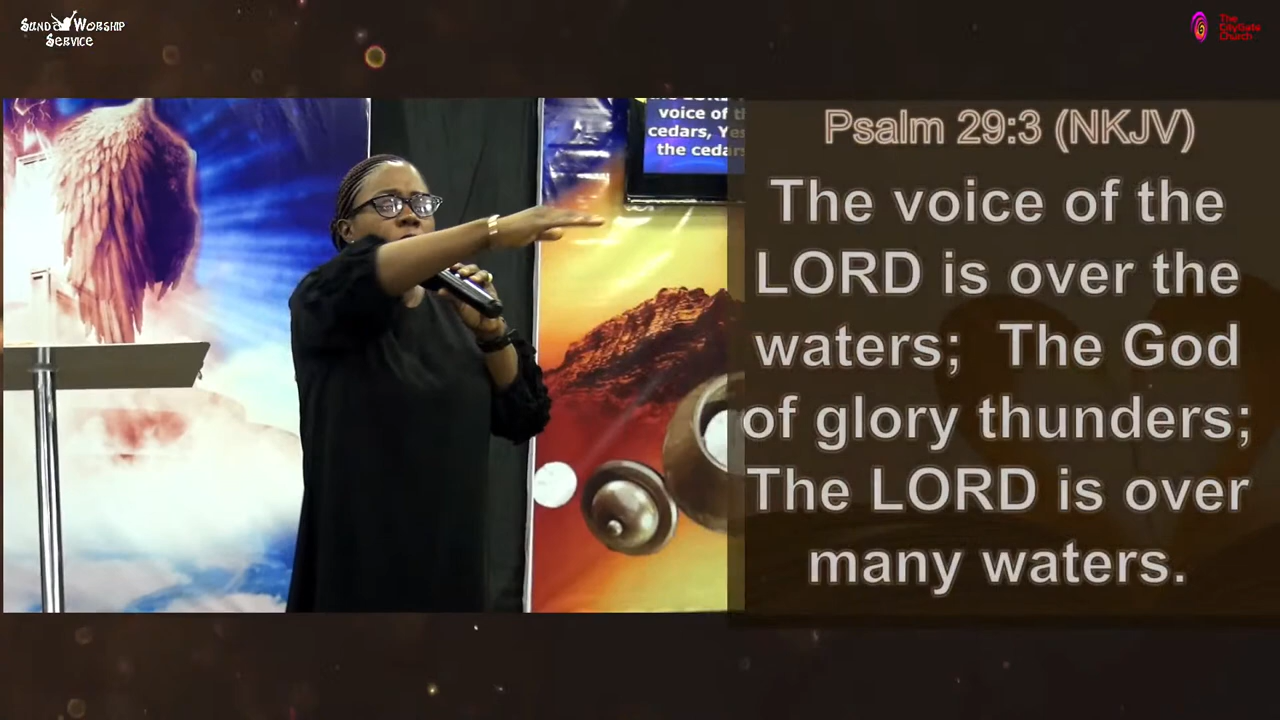 SUNDAY WORSHIP
SERVICE
The
CityGate
Church
voice of th
cedars, Yes
the cedars
Psalm 29:3 (NKJV)
The voice of the
LORD is over the
waters;  The God
of glory thunders;
The LORD is over
many waters.